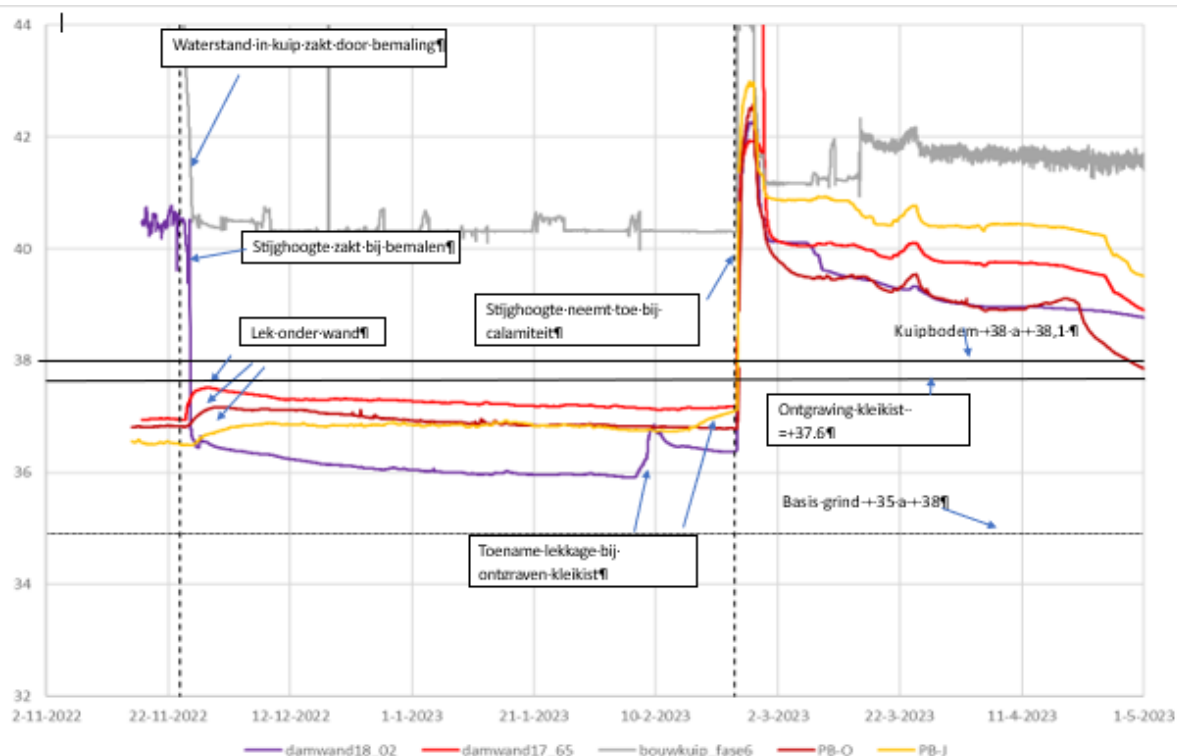 44
Waterstand·in·kuip·zakt·door·bemaling¶
42
40
Stijghoogte·zakt·bij·bemalen¶
Stijghoogte·neemt·toe·bij·
calamiteit¶
Lek·onder·wand¶
Kuipbodem·+38·a·+38,1·¶
38
Ontgraving·kleikist·-
=+37.6¶
36
Basis·grind·+35·a·+38¶
Toename·lekkage·bij·
ontgraven·kleikist¶
34
32
2-11-2022 22-11-2022 12-12-2022 1-1-2023 21-1-2023 10-2-2023 2-3-2023 22-3-2023 11-4-2023 1-5-2023
damwand18_02 damwand17_65 bouwkuip_fase6 PB-O PB-J